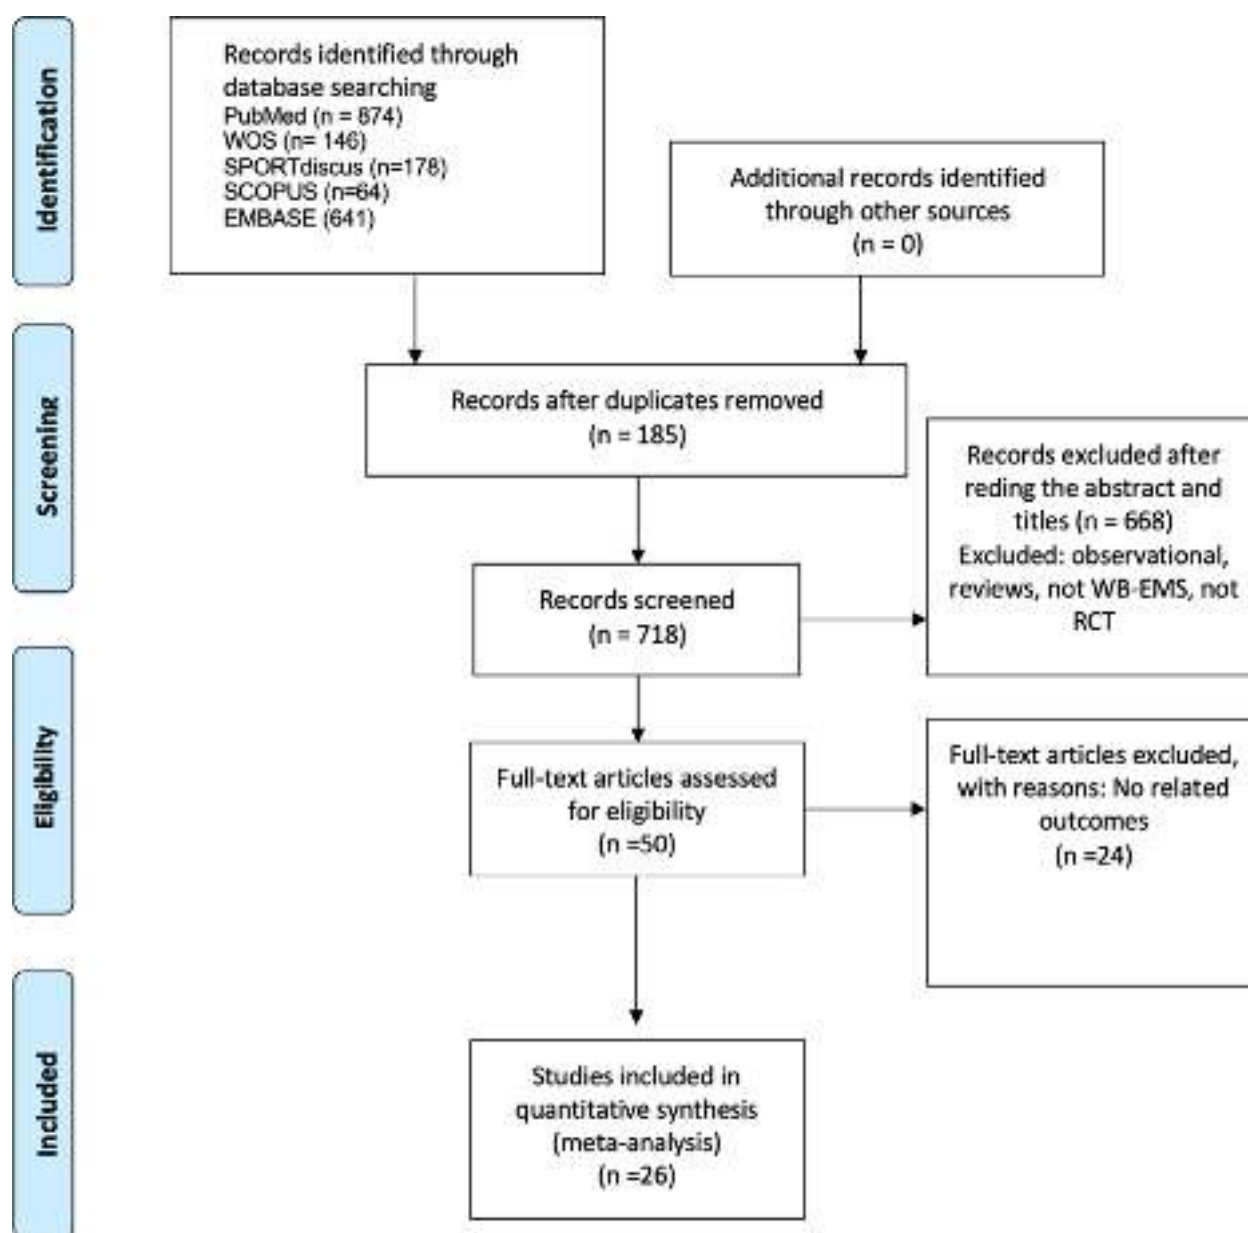 Identification
Records identified through
database searching
PubMed (n = 874)
WOS (n= 146)
SPORTdiscus (n=178)
SCOPUS (n=64)
EMBASE (641)
Additional records identified
through other sources
(n = 0)
Screening
Records after duplicates removed
(n = 185)
Records excluded after
reding the abstract and
titles (n = 668)
Excluded: observational,
reviews, not WB-EMS, not
RCT
Records screened
(n = 718)
Eligibility
Full-text articles assessed
for eligibility
(n =50)
Full-text articles excluded,
with reasons: No related
outcomes
(n =24)
Included
Studies included in
quantitative synthesis
(meta-analysis)
(n =26)